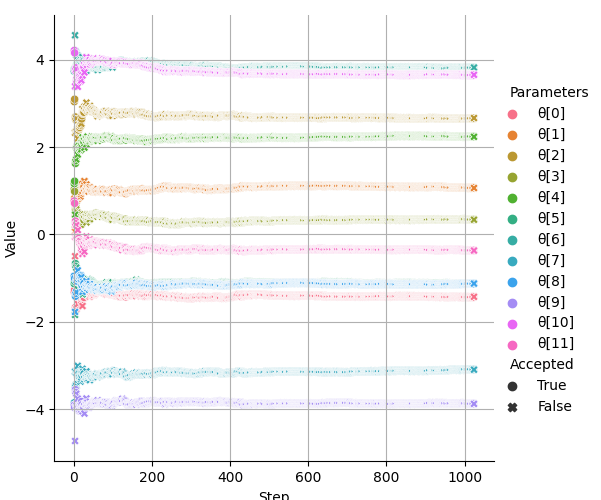 4
2
0
−2
−4
Value
0
200
400
600
800
1000
Step
Parameters
θ[0]
θ[1]
θ[2]
θ[3]
θ[4]
θ[5]
θ[6]
θ[7]
θ[8]
θ[9]
θ[10]
θ[11]
Accepted
True
False